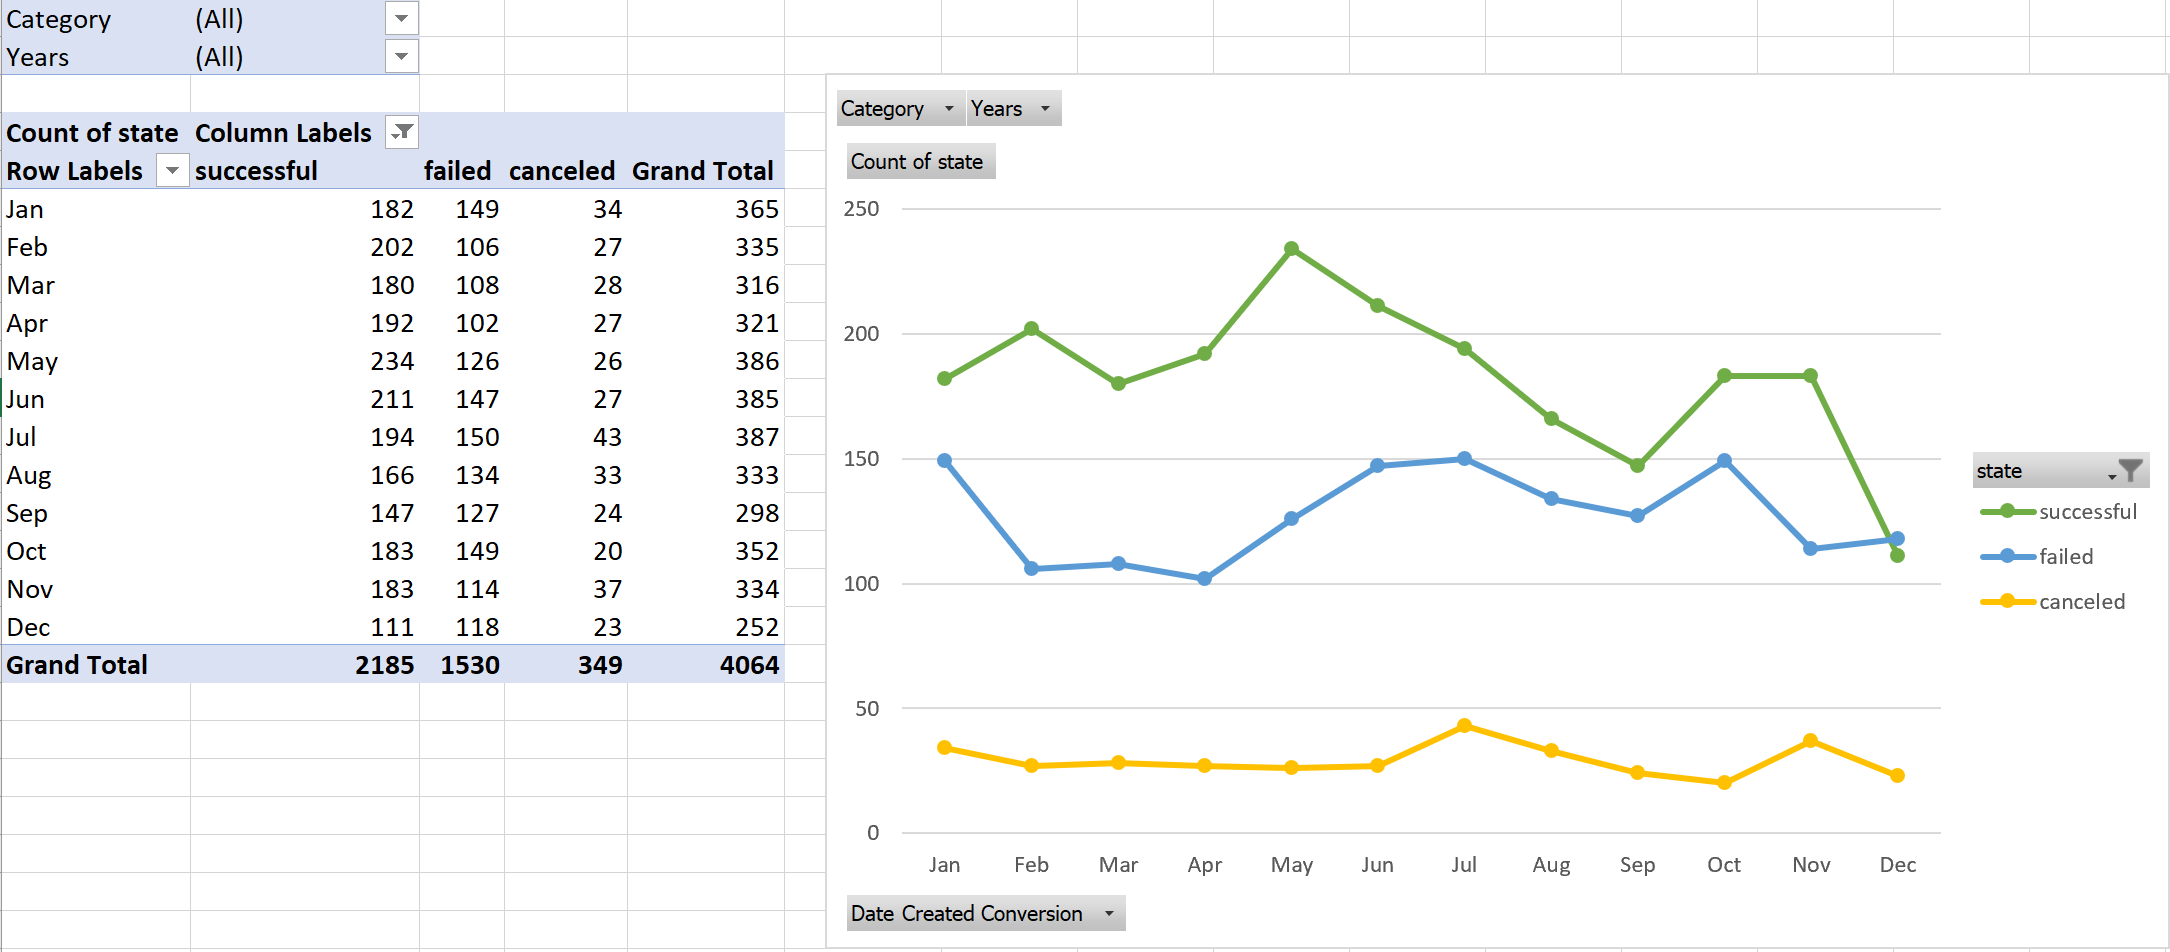 Category (All)
Years (All)
Count of state Column Labels
Row Labels successful failed canceled Grand Total
Jan 182 149 34 365
Feb 202 106 27 335
Mar 180 108 28 316
Apr 192 102 27 321
May 234 126 26 386
Jun 211 147 27 385
Jul 194 150 43 387
Aug 166 134 33 333
Sep 147 127 24 298
Oct 183 149 20 352
Nov 183 114 37 334
Dec 111 118 23 252
Grand Total 2185 1530 349 4064
Category Years
Count of state
250
200
150
100
50
0
Jan Feb Mar Apr May Jun Jul Aug Sep Oct Nov Dec
Date Created Conversion
state
successful
failed
canceled